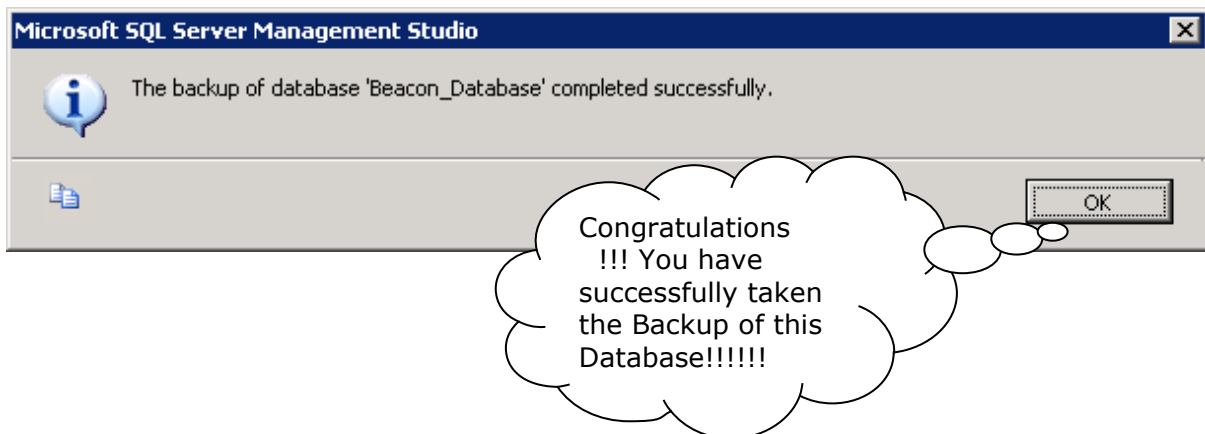 Microsoft SQL Server Management Studio
The backup of database 'Beacon_Database' completed successfully.
OK
Congratulations
!!! You have
successfully taken
the Backup of this
Database!!!!!!